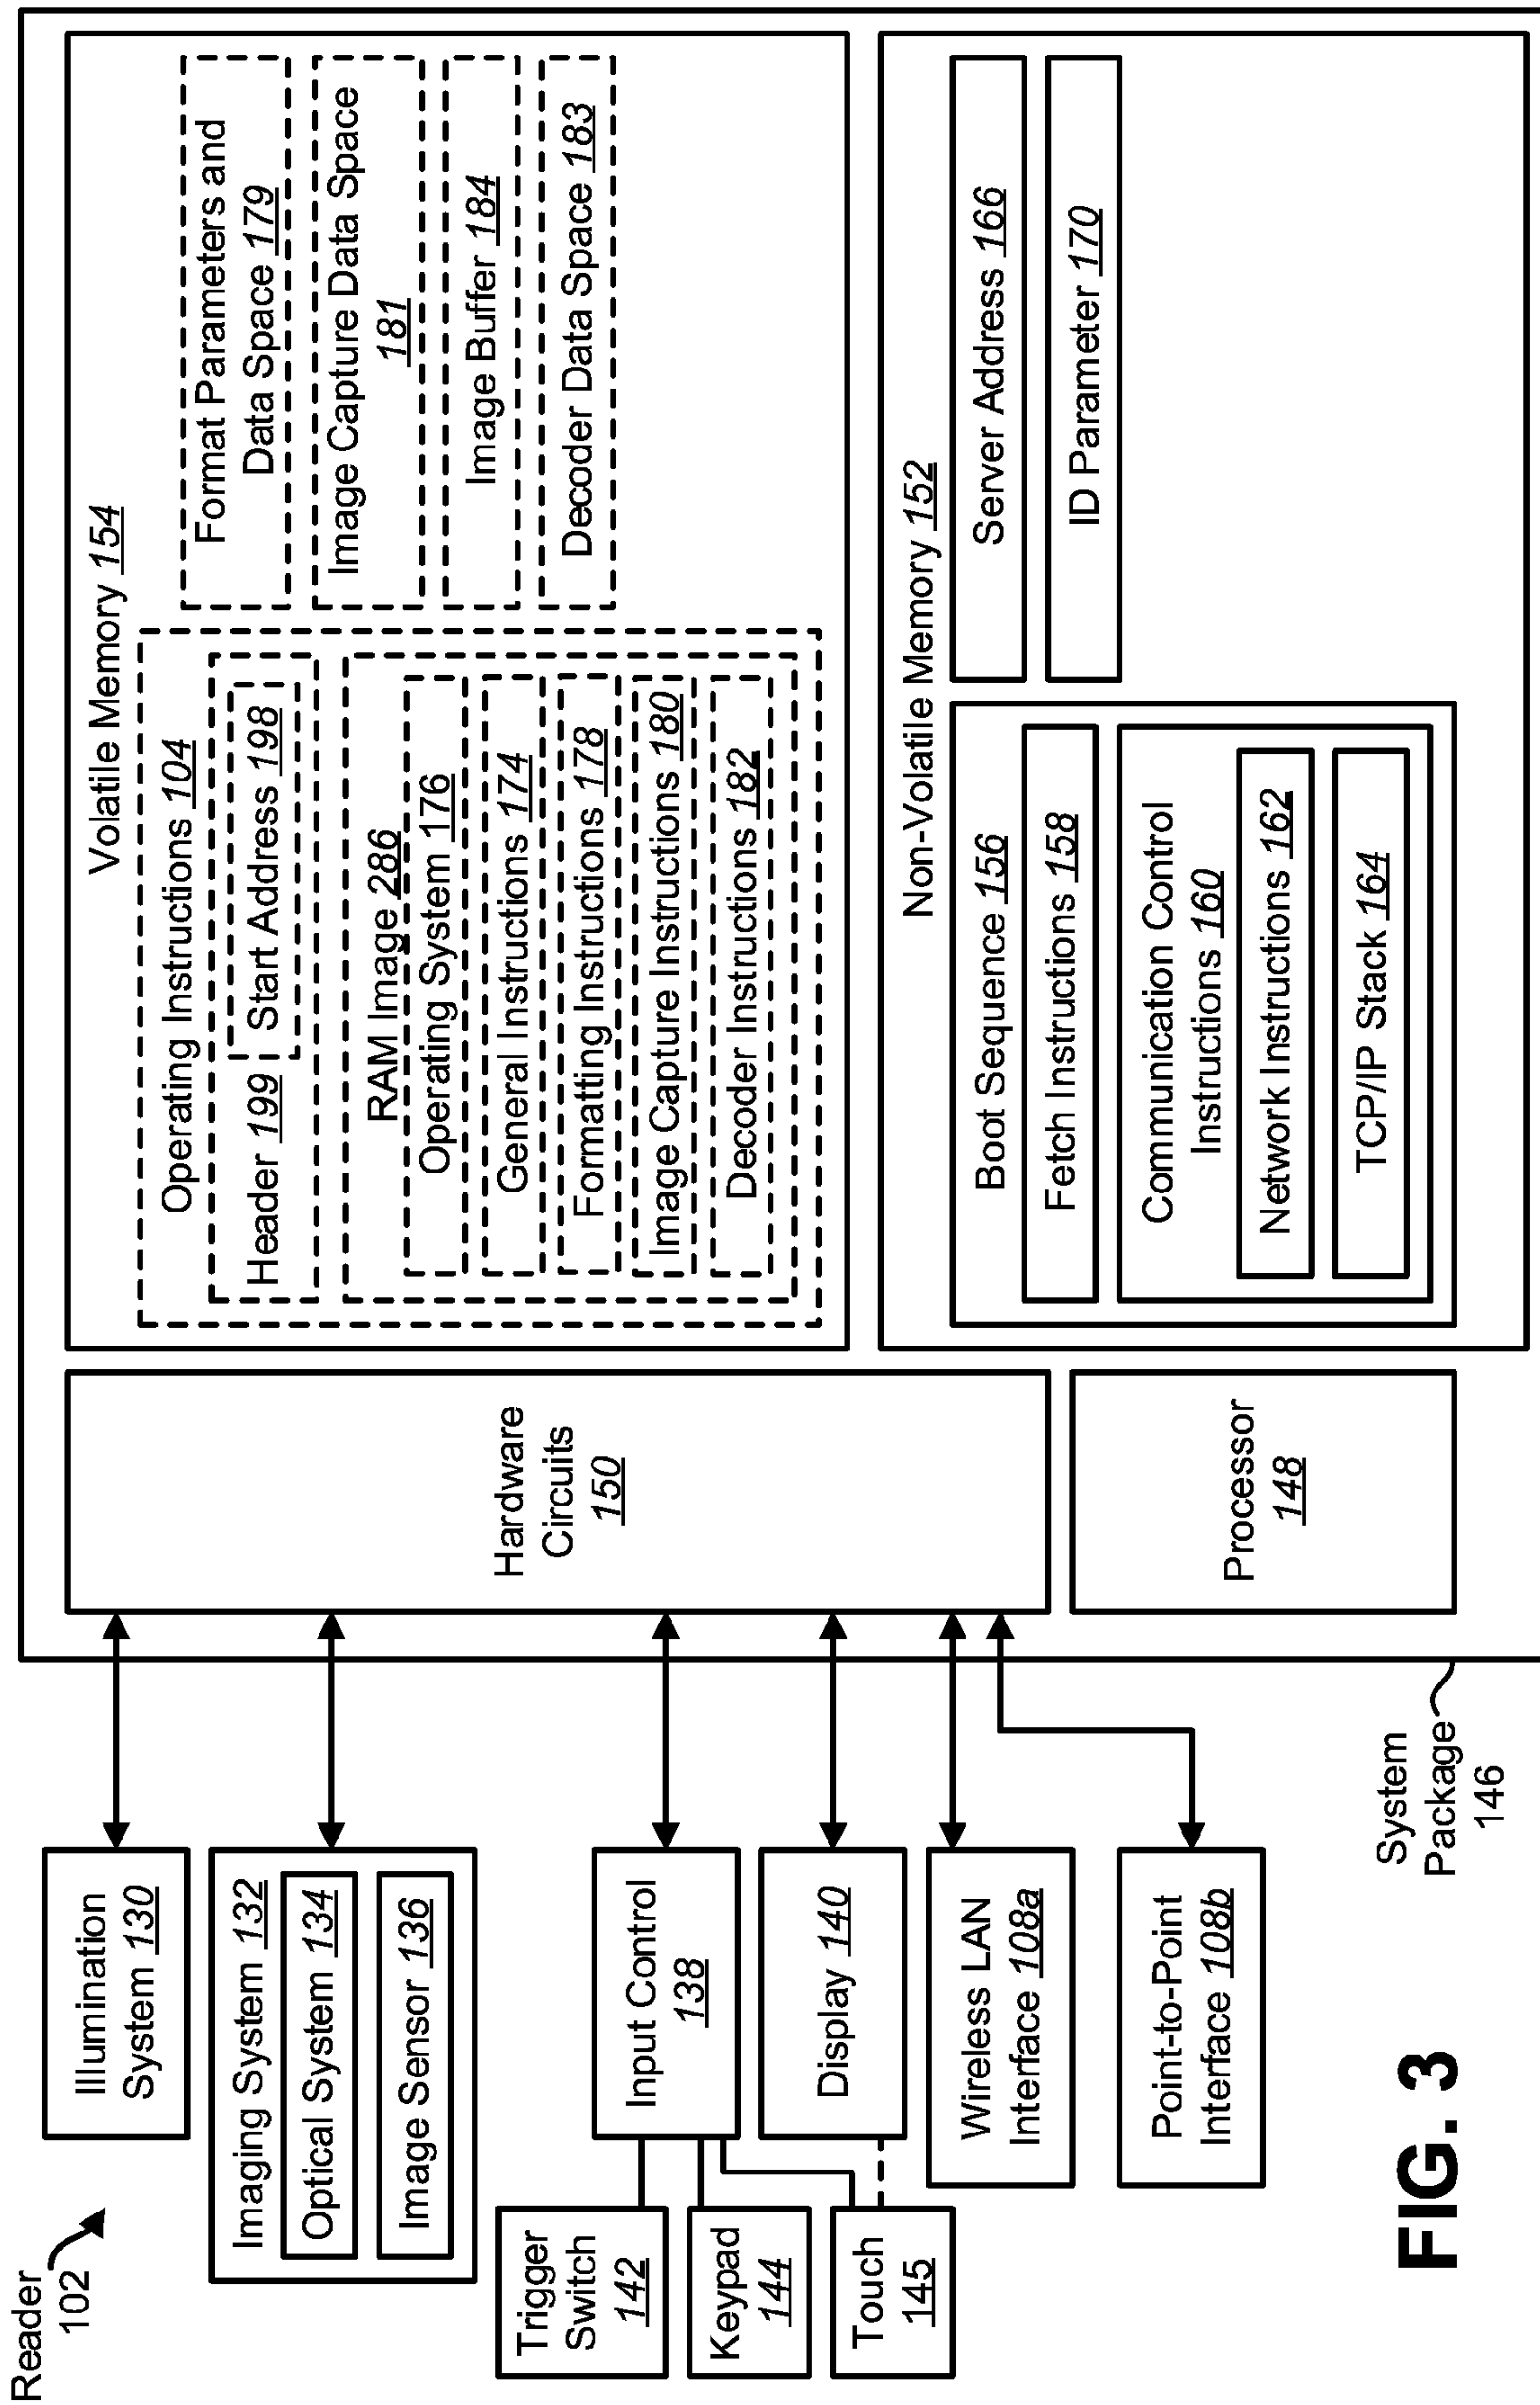 Reader
102
Illumination
System 130
Imaging System 132
Optical System 134
Image Sensor 136
Trigger
Switch
142
Keypad
144
Touch
145
Input Control
138
Display 140
Wireless LAN
Interface 108a
Point-to-Point
Interface 108b
System
Package
146
Hardware
Circuits
150
Processor
148
Volatile Memory 154
Operating Instructions 104
Header 199
Start Address 198
RAM Image 286
Operating System 176
General Instructions 174
Formatting Instructions 178
Image Capture Instructions 180
Decoder Instructions 182
Format Parameters and
Data Space 179
Image Capture Data Space
181
Image Buffer 184
Decoder Data Space 183
Non-Volatile Memory 152
Boot Sequence 156
Fetch Instructions 158
Communication Control
Instructions 160
Network Instructions 162
TCP/IP Stack 164
Server Address 166
ID Parameter 170
FIG. 3